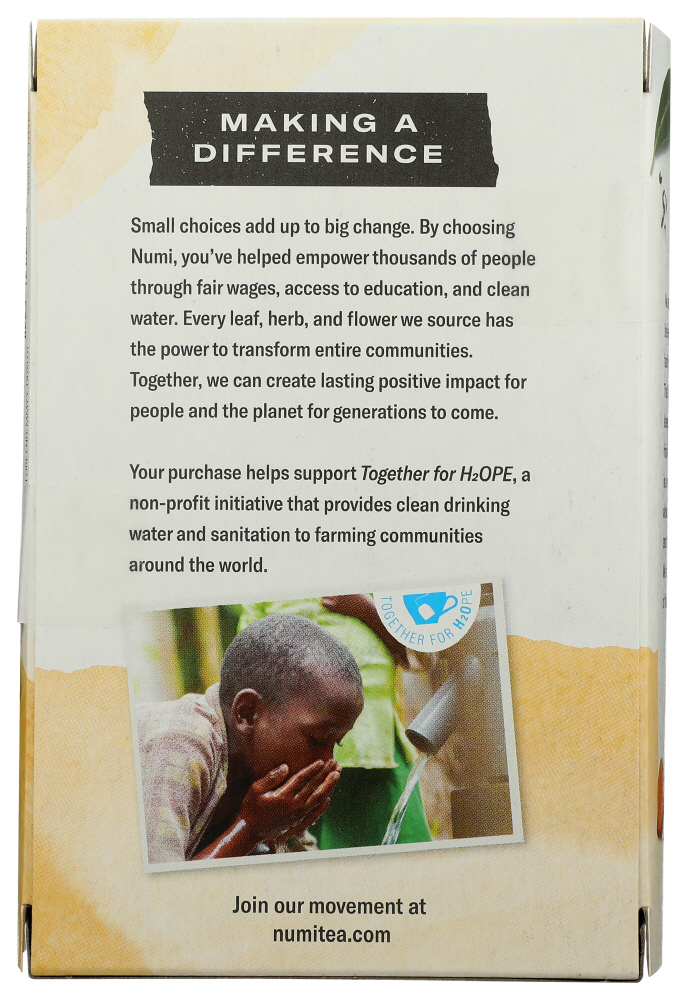 MAKING A
DIFFERENCE
Small choices add up to big change. By choosing
Numi, you've helped empower thousands of people
through fair wages, access to education, and clean
water. Every leaf, herb, and flower we source has
the power to transform entire communities.
Together, we can create lasting positive impact for
people and the planet for generations to come.
Your purchase helps support Together for H₂OPE, a
non-profit initiative that provides clean drinking
water and sanitation to farming communities
around the world.
TOGETHER FOR H2OPE
Join our movement at
numitea.com